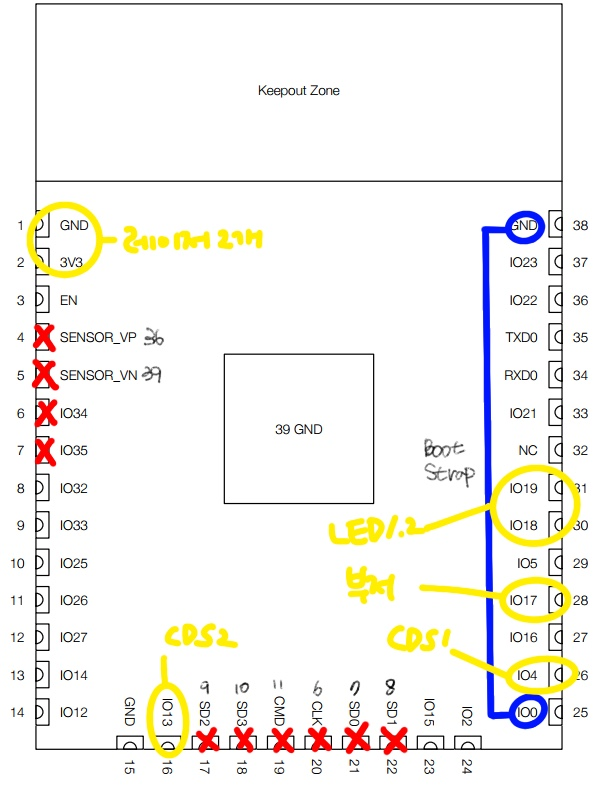 Keepout Zone
1 GND
2 3V3
3 EN
4 SENSOR_VP 36
5 SENSOR_VN 39
6 IO34
7 IO35
8 IO32
9 IO33
10 IO25
11 IO26
12 IO27
13 IO14
14 IO12
39 GND
Boot
Strap
LED1.2
부저
CDS1
CDS2
GND 38
IO23 37
IO22 36
TXD0 35
RXD0 34
IO21 33
NC 32
IO19 31
IO18 30
IO5 29
IO17 28
IO16 27
IO4 26
IO0 25
9 10 11 6 7 8
GND IO13 SD2 SD3 CMD CLK SD0 SD1 IO15 IO2
15 16 17 18 19 20 21 22 23 24